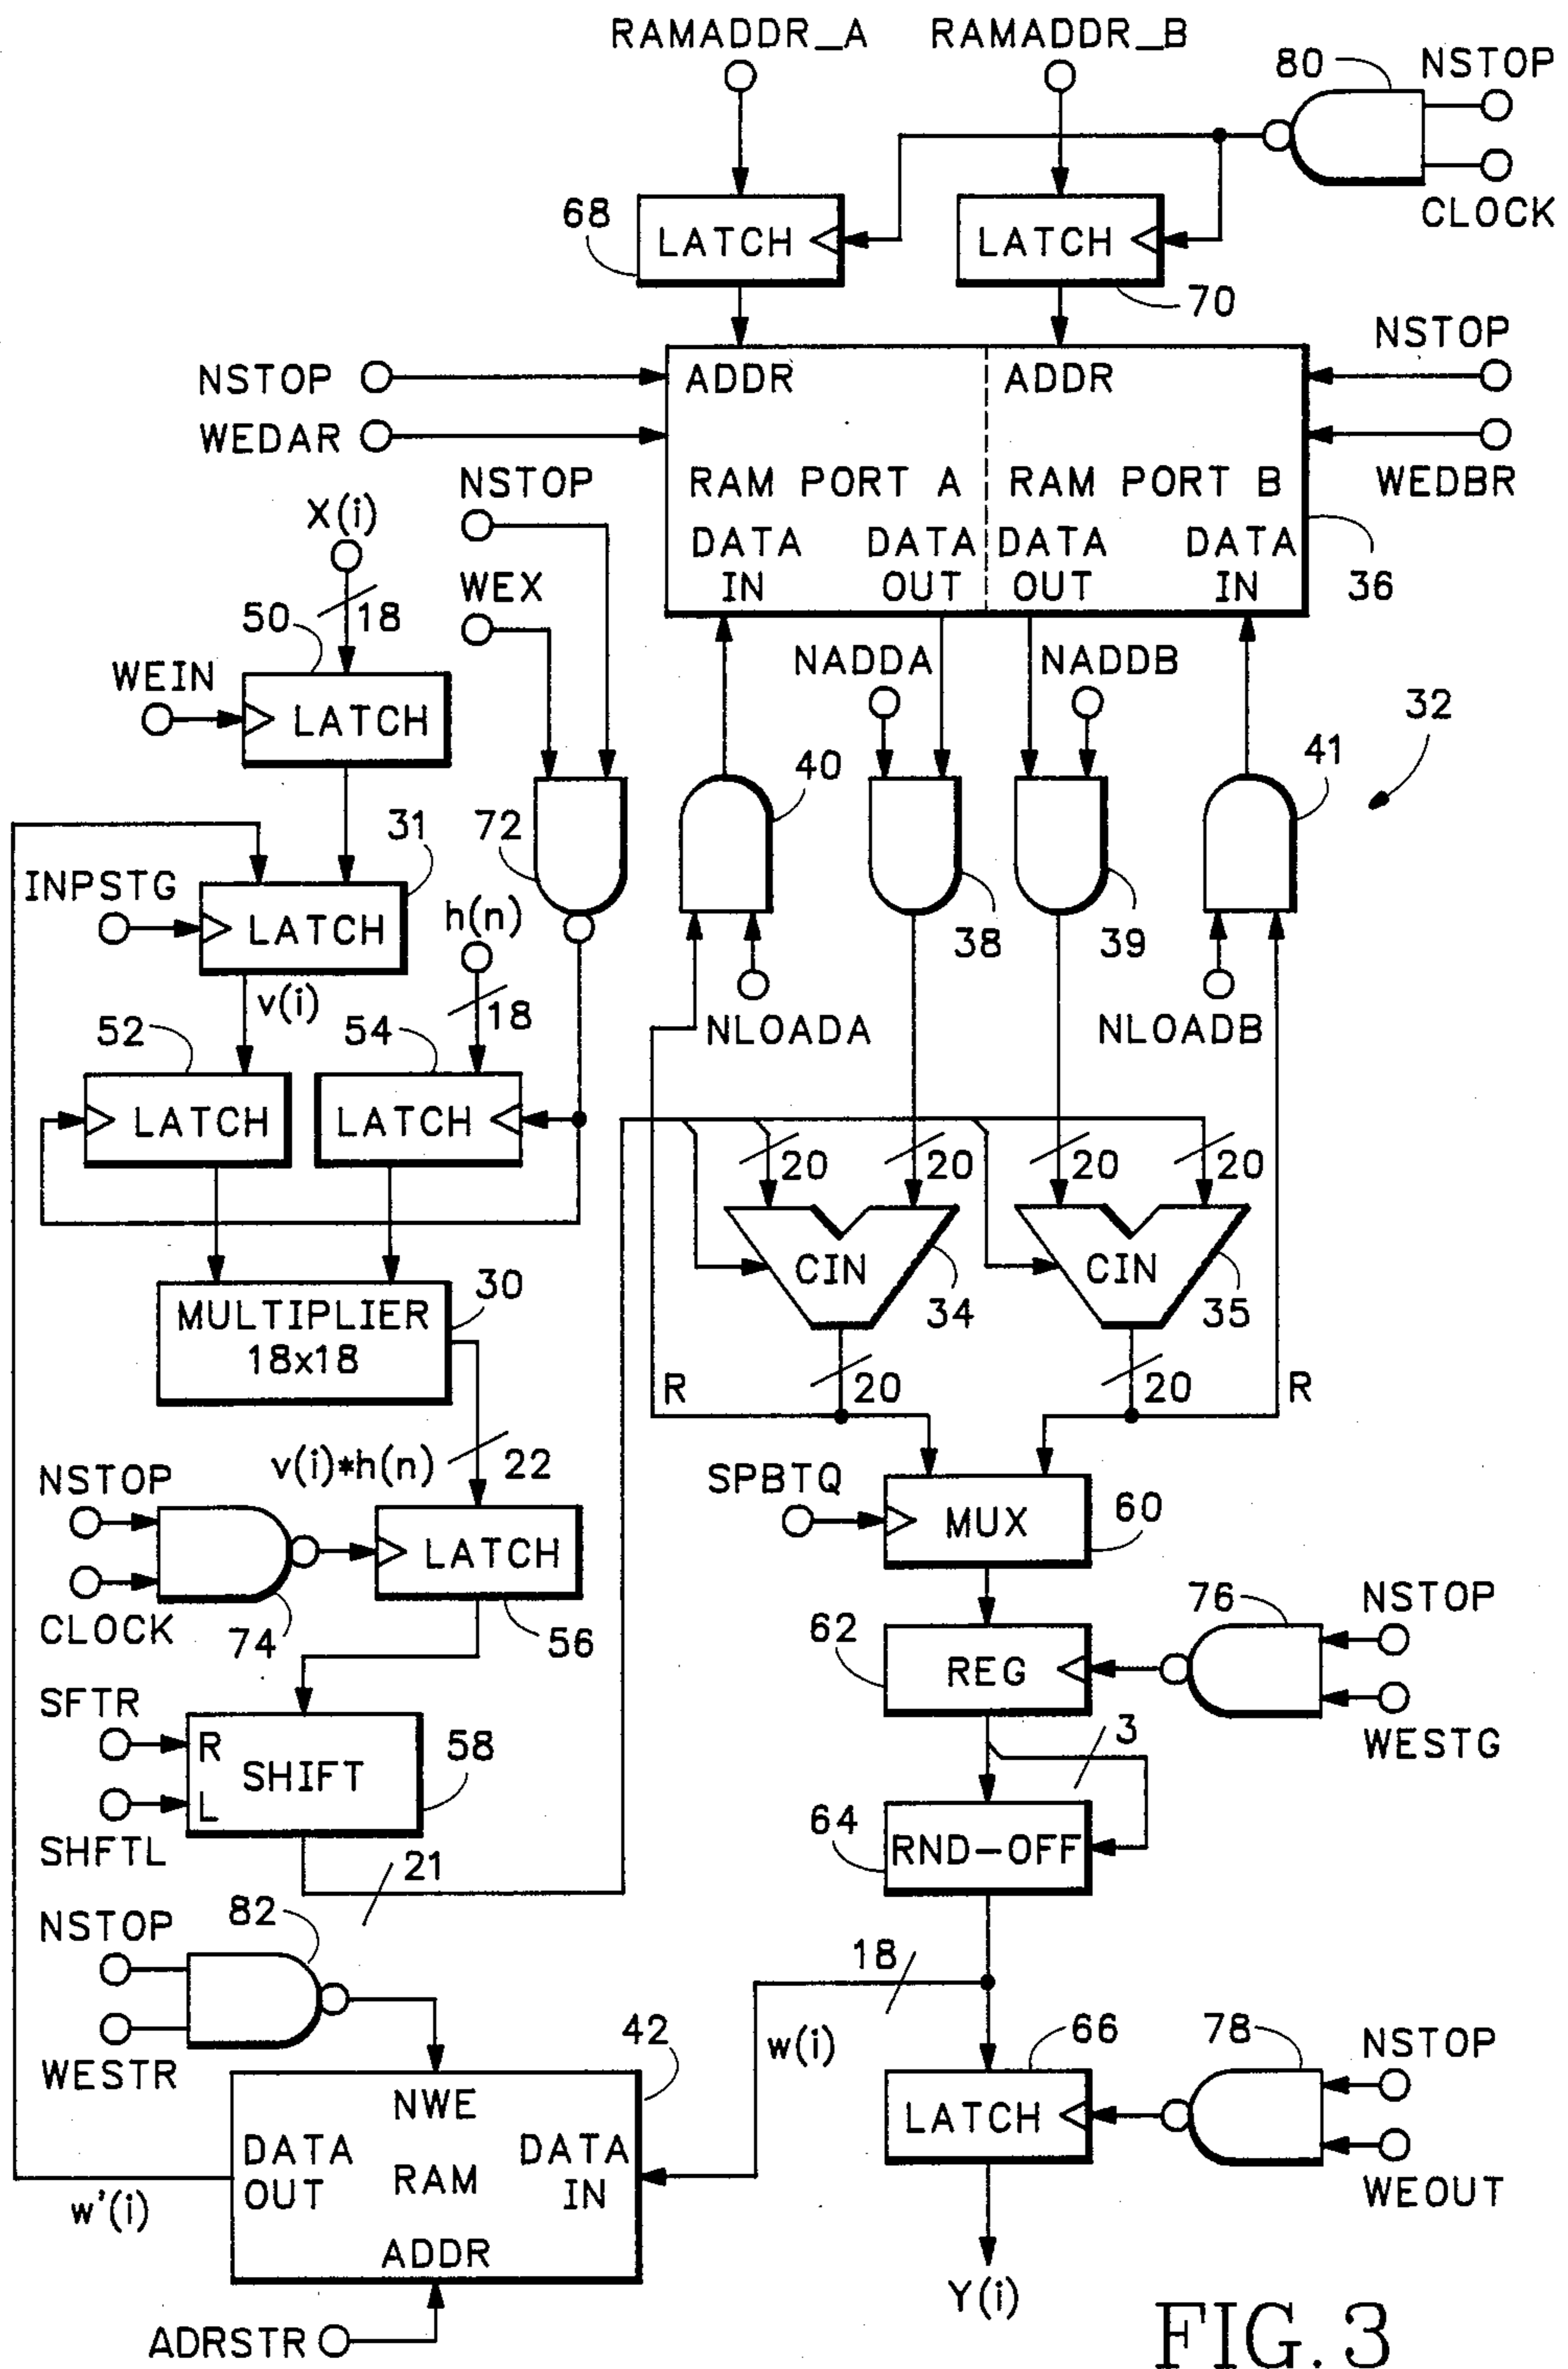 RAMADDR_A RAMADDR_B
80 NSTOP
CLOCK
68 LATCH LATCH
70
NSTOP ADDR ADDR NSTOP
WEDAR WEDBR
NSTOP RAM PORT A RAM PORT B
X(i) DATA IN DATA OUT DATA OUT DATA IN
WEX 36
50 18
WEIN LATCH
NADDA NADDB
32
40 41
INPSTG LATCH 31
72
h(n)
38 39
v(i) 18
NLOADA NLOADB
52 54
LATCH LATCH
20 20 20 20
CIN CIN
34 35
MULTIPLIER
18x18
30
R 20 20 R
v(i)*h(n) 22
NSTOP
CLOCK
74 LATCH
56
SPBTQ MUX
60
SFTR R
SHIFT
SHFTL L
58
62 REG 76 NSTOP
WESTG
3
64 RND-OFF
21
NSTOP 82
WESTR
18
w(i)
42
NWE
DATA OUT RAM DATA IN
ADDR
w'(i)
ADRSTR
66 LATCH 78 NSTOP
WEOUT
Y(i)
FIG. 3